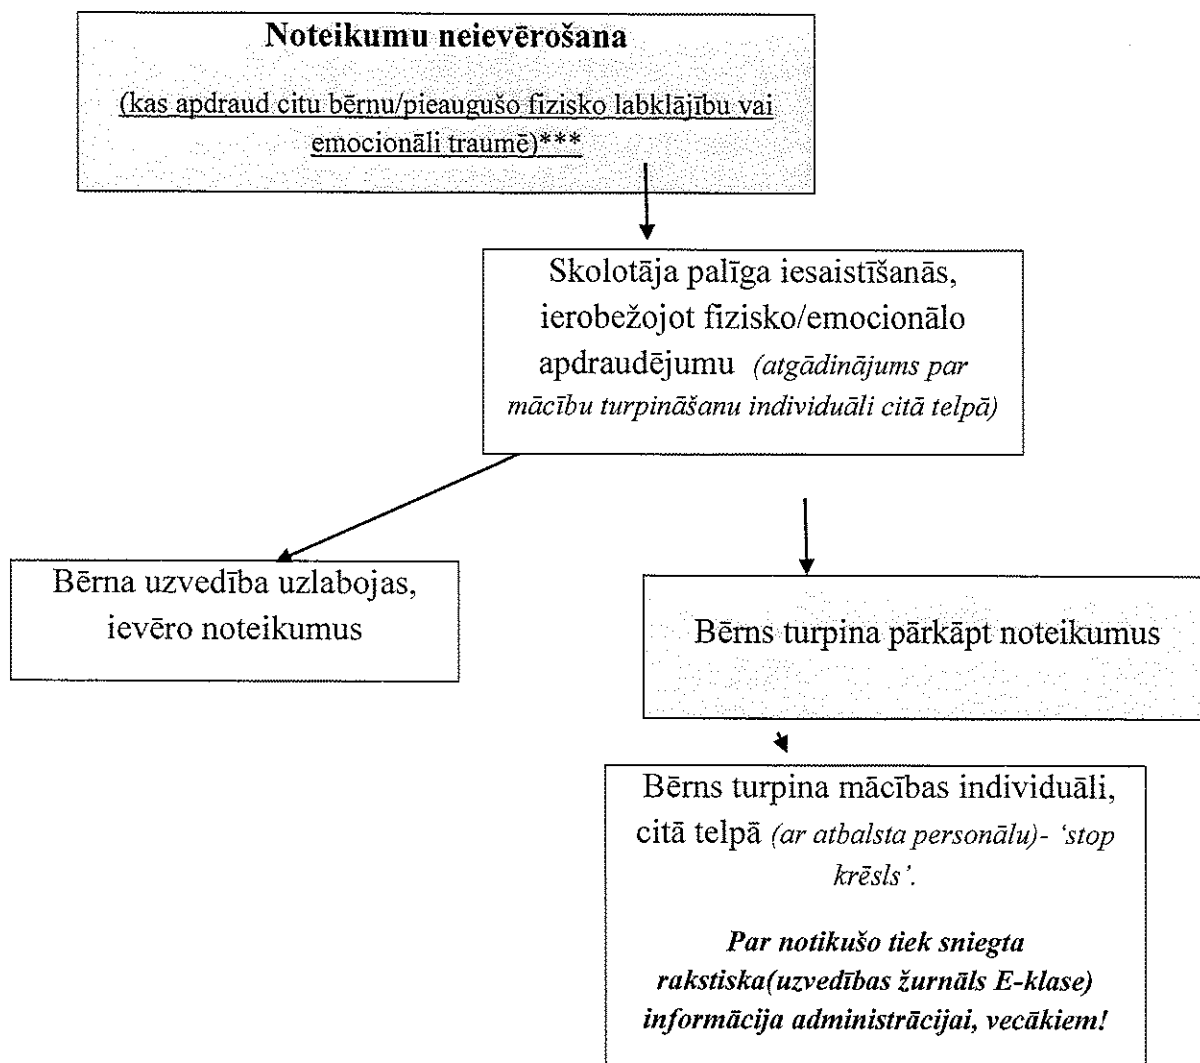 Noteikumu neievērošana
(kas apdraud citu bērnu/pieaugušo fizisko labklājību vai
emocionāli traumē)***
Skolotāja palīga iesaistīšanās,
ierobežojot fizisko/emocionālo
apdraudējumu (atgādinājums par
mācību turpināšanu individuāli citā telpā)
Bērna uzvedība uzlabojas,
ievēro noteikumus
Bērns turpina pārkāpt noteikumus
Bērns turpina mācības individuāli,
citā telpā (ar atbalsta personālu)- ‘stop
krēsls’.
Par notikušo tiek sniegta
rakstiska(uzvedības žurnāls E-klase)
informācija administrācijai, vecākiem!